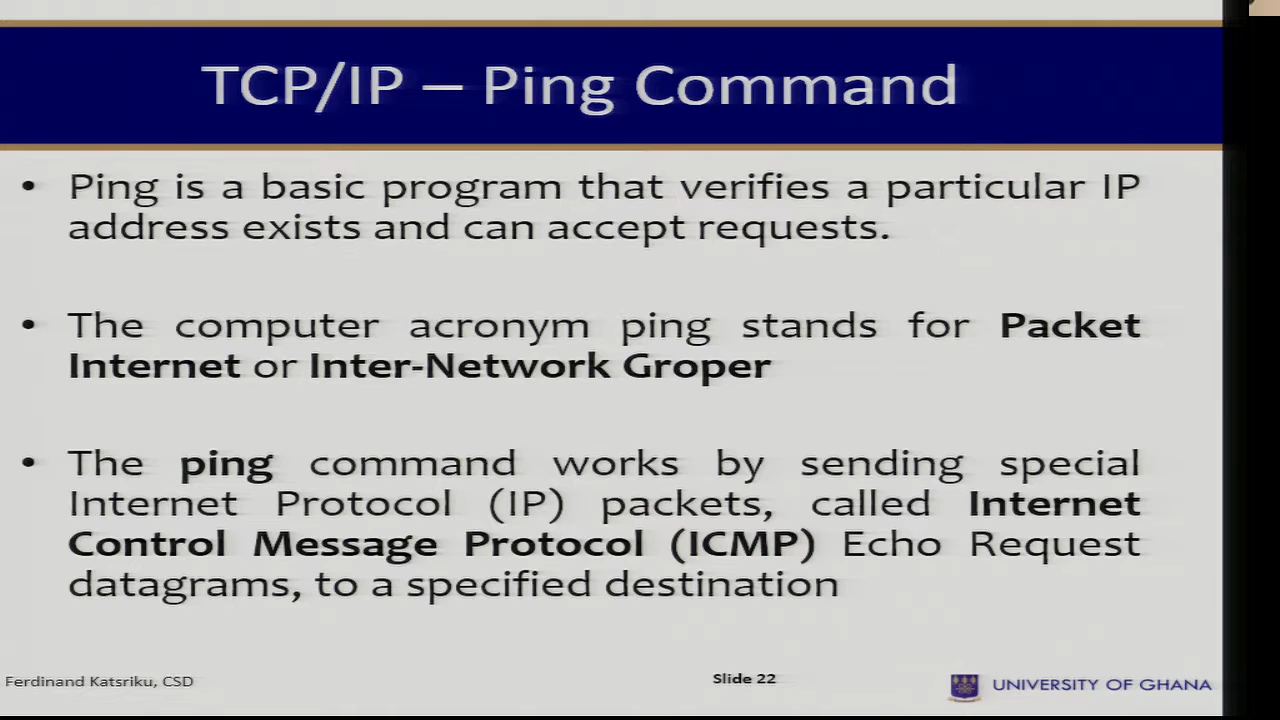 TCP/IP – Ping Command
• Ping is a basic program that verifies a particular IP
address exists and can accept requests.
• The computer acronym ping stands for Packet
Internet or Inter-Network Groper
• The ping command works by sending special
Internet Protocol (IP) packets, called Internet
Control Message Protocol (ICMP) Echo Request
datagrams, to a specified destination
Ferdinand Katsriku, CSD
Slide 22
UNIVERSITY OF GHANA